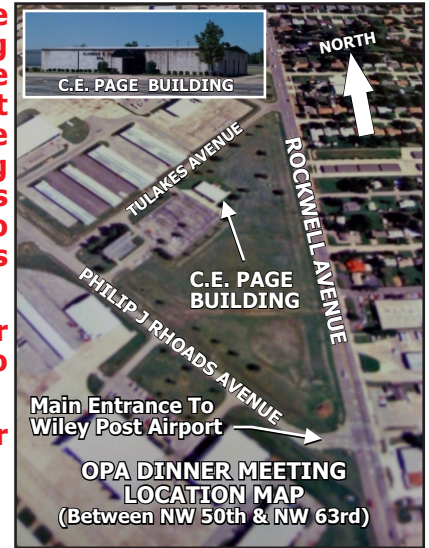 C.E. PAGE BUILDING
NORTH
TULAKES AVENUE
ROCKWELL AVENUE
C.E. PAGE
BUILDING
PHILIP J RHOADS AVENUE
Main Entrance To
Wiley Post Airport
OPA DINNER MEETING
LOCATION MAP
(Between NW 50th & NW 63rd)